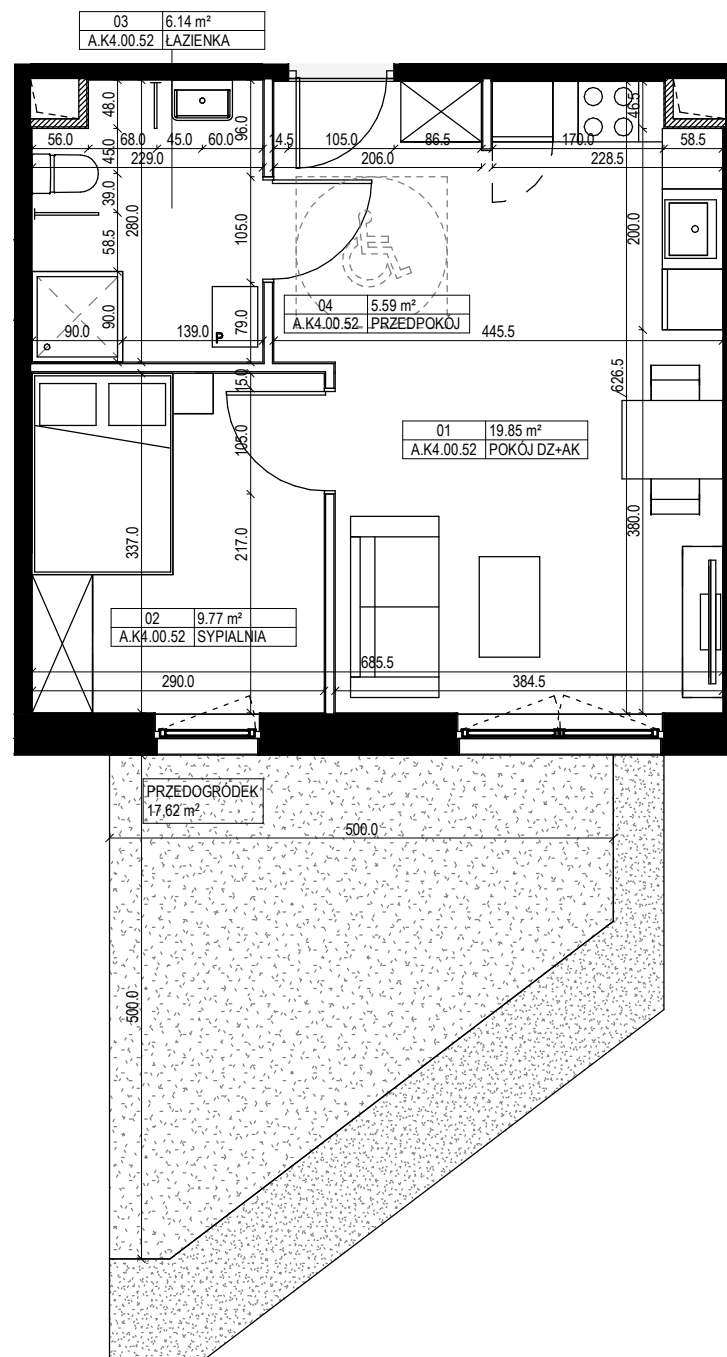 03 6.14 m²
A.K4.00.52 ŁAZIENKA
48.0
96.0
46.5
56.0 68.0 45.0 60.0 14.5 105.0 86.5 170.0 58.5
45.0
229.0 206.0 228.5
39.0
280.0
105.0
200.0
58.5
04 5.59 m²
A.K4.00.52 PRZEDPOKÓJ
90.0
79.0
90.0 139.0 P 445.5
15.0
626.5
105.0
01 19.85 m²
A.K4.00.52 POKÓJ DZ+AK
337.0
217.0
380.0
02 9.77 m²
A.K4.00.52 SYPIALNIA
685.5
290.0 384.5
PRZEDOGRÓDEK
17.62 m²
500.0
500.0